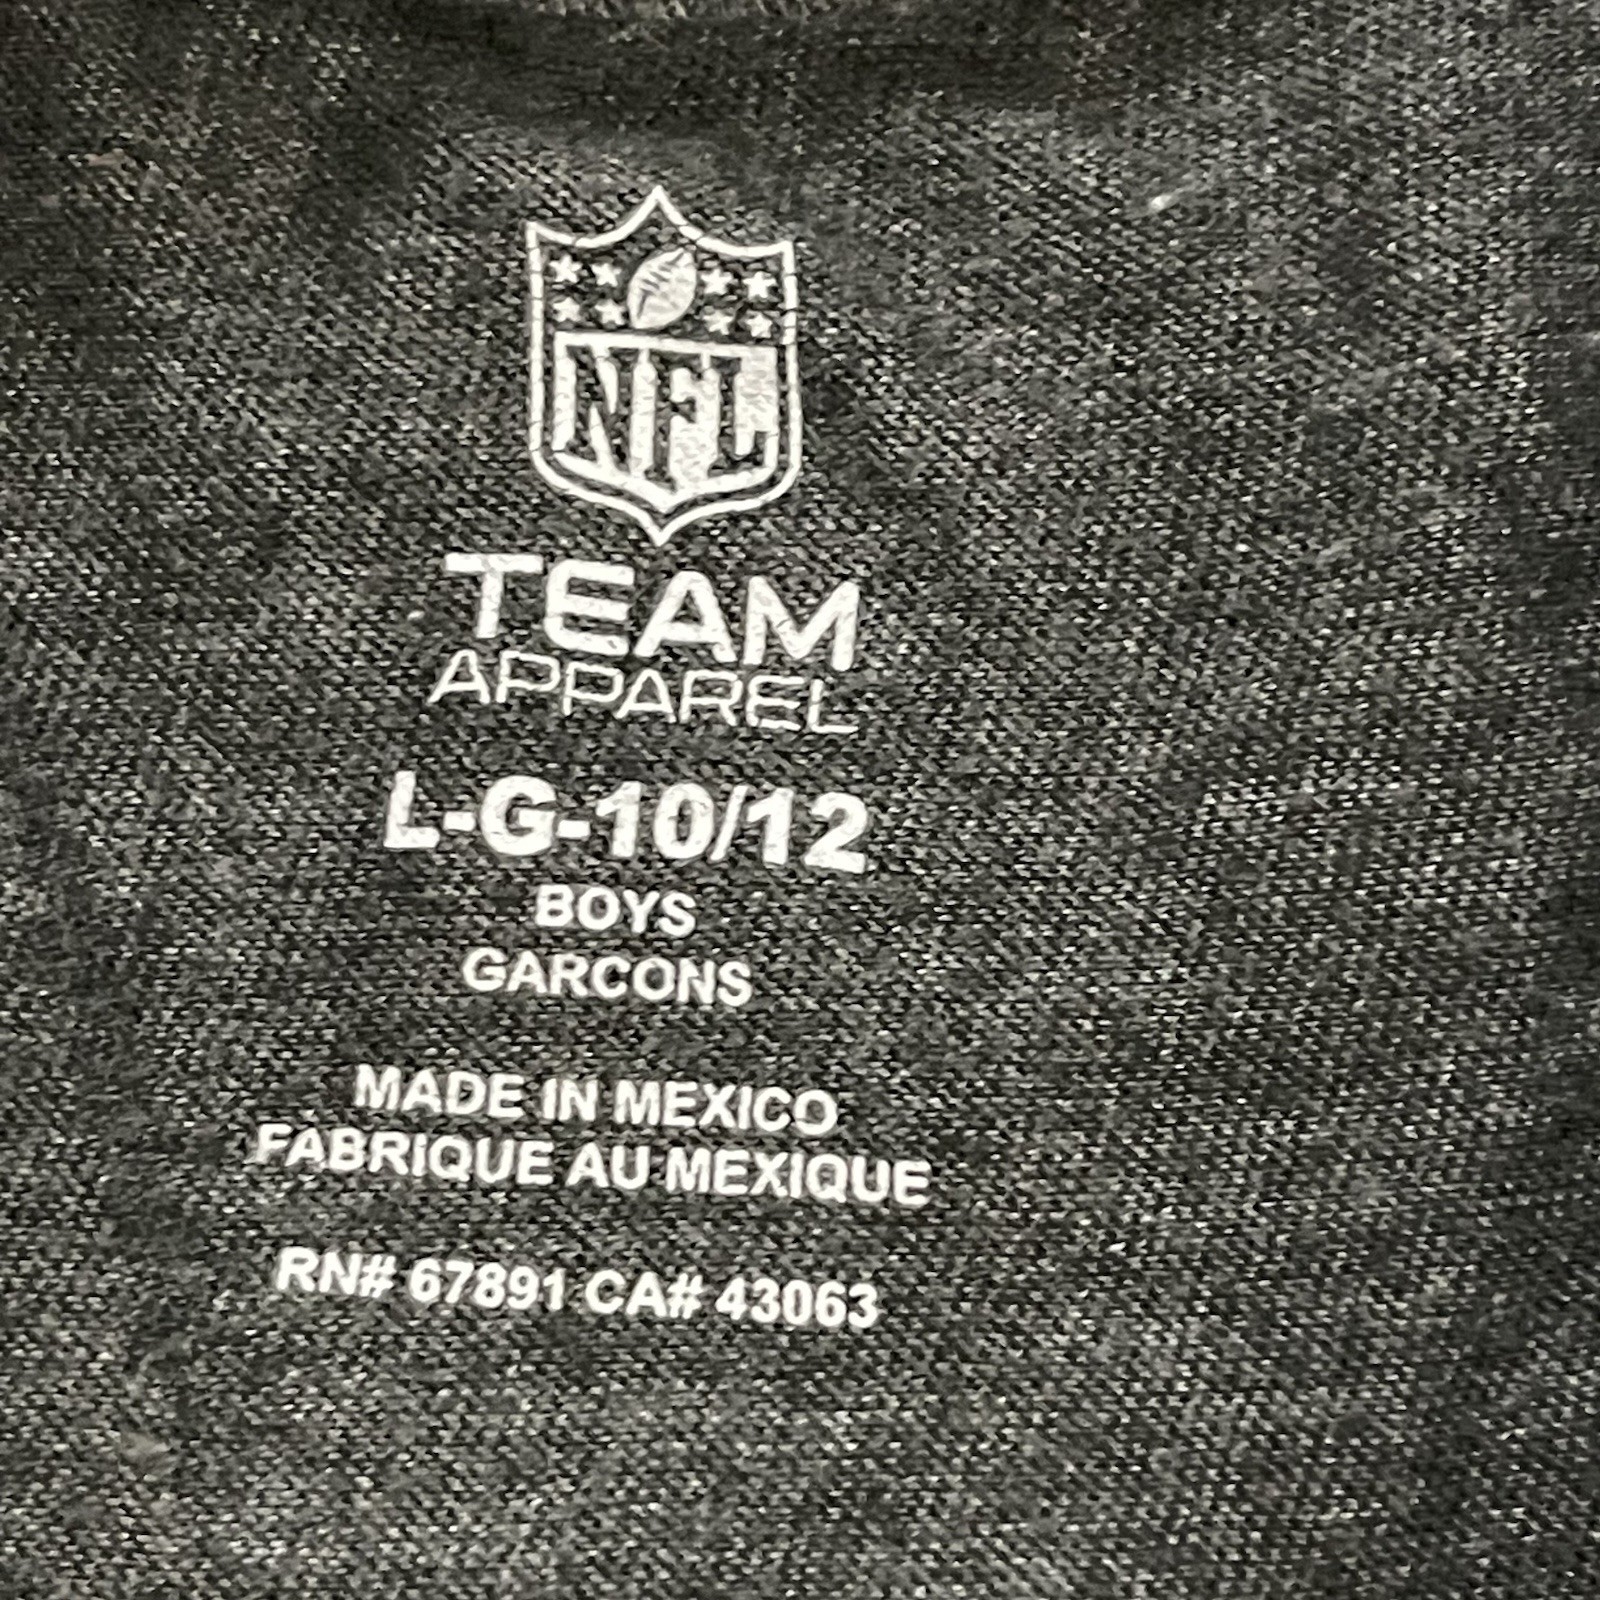 NFL
TEAM
APPAREL
L-G-10/12
BOYS
GARCONS
MADE IN MEXICO
FABRIQUE AU MEXIQUE
RN# 67891 CA# 43063